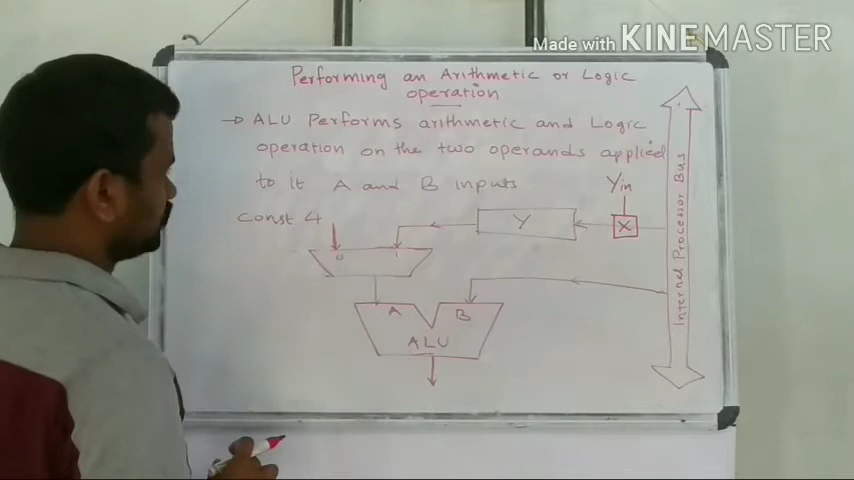 Made with KINEMASTER
Performing an Arithmetic or Logic
operation
→ ALU Performs arithmetic and Logic
operation on the two operands applied
to it A and B inputs
Yin
const 4
Y
X
0 1
A B
ALU
Internal Processor Bus